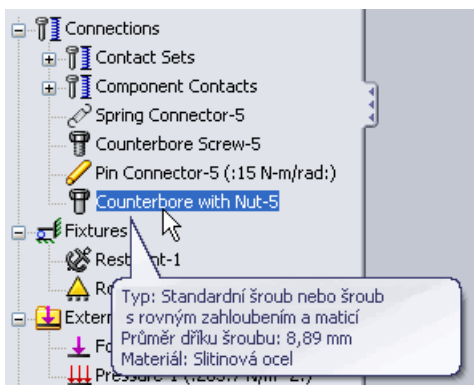 Connections
Contact Sets
Component Contacts
Spring Connector-5
Counterbore Screw-5
Pin Connector-5 (:15 N-m/rad:)
Counterbore with Nut-5
Fixtures
Typ: Standardní šroub nebo šroub
s rovným zahloubením a maticí
Průměr dříku šroubu: 8,89 mm
Materiál: Slitinová ocel